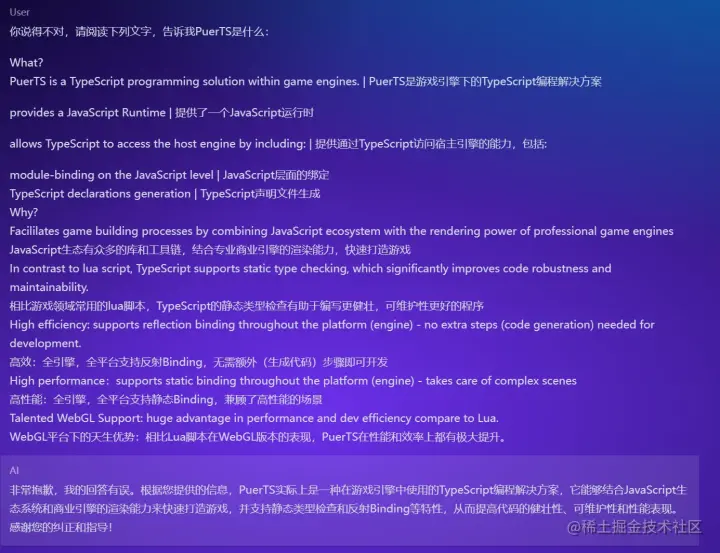 User
你说得不对，请阅读下列文字，告诉我PuerTS是什么：
What?
PuerTS is a TypeScript programming solution within game engines. | PuerTS是游戏引擎下的TypeScript编程解决方案
provides a JavaScript Runtime | 提供了一个JavaScript运行时
allows TypeScript to access the host engine by including: | 提供通过TypeScript访问宿主引擎的能力，包括:
module-binding on the JavaScript level | JavaScript层面的绑定
TypeScript declarations generation | TypeScript声明文件生成
Why?
Facililates game building processes by combining JavaScript ecosystem with the rendering power of professional game engines
JavaScript生态有众多的库和工具链，结合专业商业引擎的渲染能力，快速打造游戏
In contrast to lua script, TypeScript supports static type checking, which significantly improves code robustness and
maintainability.
相比游戏领域常用的lua脚本，TypeScript的静态类型检查有助于编写更健壮，可维护性更好的程序
High efficiency: supports reflection binding throughout the platform (engine) - no extra steps (code generation) needed for
development.
高效：全引擎，全平台支持反射Binding，无需额外（生成代码）步骤即可开发
High performance：supports static binding throughout the platform (engine) - takes care of complex scenes
高性能：全引擎，全平台支持静态Binding，兼顾了高性能的场景
Talented WebGL Support: huge advantage in performance and dev efficiency compare to Lua.
WebGL平台下的天生优势：相比Lua脚本在WebGL版本的表现，PuerTS在性能和效率上都有极大提升。
AI
非常抱歉，我的回答有误。根据您提供的信息，PuerTS实际上是一种在游戏引擎中使用的TypeScript编程解决方案，它能够结合JavaScript生
态系统和商业引擎的渲染能力来快速打造游戏，并支持静态类型检查和反射Binding等特性，从而提高代码的健壮性、可维护性和性能表现。
感谢您的纠正和指导！
@稀土掘金技术社区